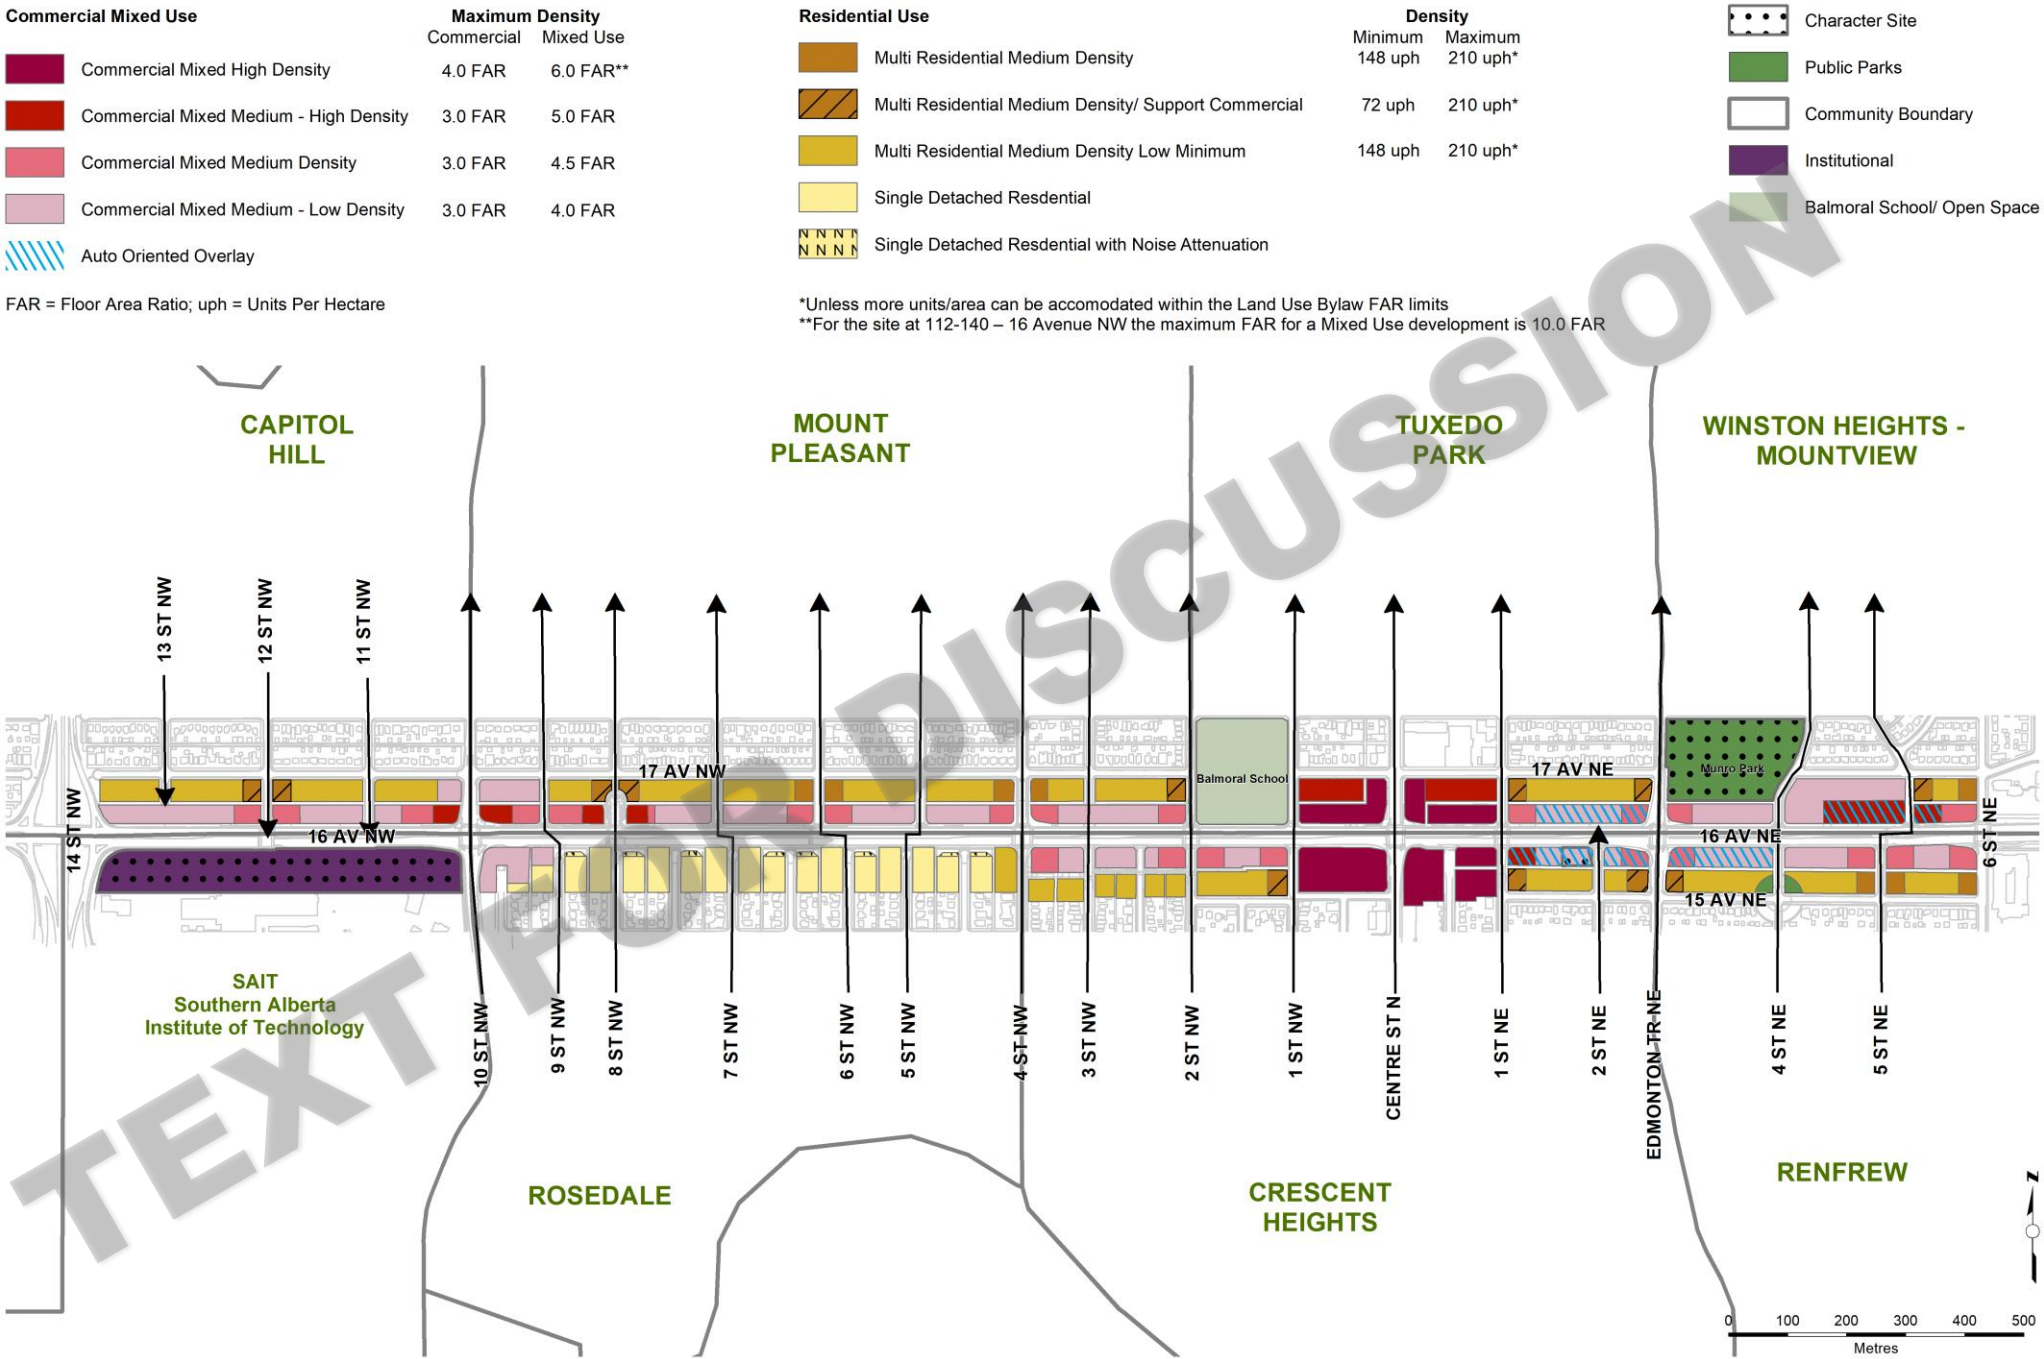 Commercial Mixed Use
Maximum Density
Commercial Mixed Use
Commercial Mixed High Density 4.0 FAR 6.0 FAR**
Commercial Mixed Medium - High Density 3.0 FAR 5.0 FAR
Commercial Mixed Medium Density 3.0 FAR 4.5 FAR
Commercial Mixed Medium - Low Density 3.0 FAR 4.0 FAR
Auto Oriented Overlay
FAR = Floor Area Ratio; uph = Units Per Hectare
Residential Use
Density
Minimum Maximum
Multi Residential Medium Density 148 uph 210 uph*
Multi Residential Medium Density/ Support Commercial 72 uph 210 uph*
Multi Residential Medium Density Low Minimum 148 uph 210 uph*
Single Detached Resdential
N N N N
N N N N
Single Detached Resdential with Noise Attenuation
*Unless more units/area can be accomodated within the Land Use Bylaw FAR limits
**For the site at 112-140 – 16 Avenue NW the maximum FAR for a Mixed Use development is 10.0 FAR
Character Site
Public Parks
Community Boundary
Institutional
Balmoral School/ Open Space
CAPITOL
HILL
MOUNT
PLEASANT
TUXEDO
PARK
WINSTON HEIGHTS -
MOUNTVIEW
13 ST NW
12 ST NW
11 ST NW
17 AV NW
17 AV NE
Balmoral School
Munro Park
14 ST NW
16 AV NW
16 AV NE
6 ST NE
15 AV NE
SAIT
Southern Alberta
Institute of Technology
10 ST NW
9 ST NW
8 ST NW
7 ST NW
6 ST NW
5 ST NW
4 ST NW
3 ST NW
2 ST NW
1 ST NW
CENTRE ST N
1 ST NE
2 ST NE
EDMONTON TR NE
4 ST NE
5 ST NE
ROSEDALE
CRESCENT
HEIGHTS
RENFREW
TEXT FOR DISCUSSION
N
0 100 200 300 400 500
Metres